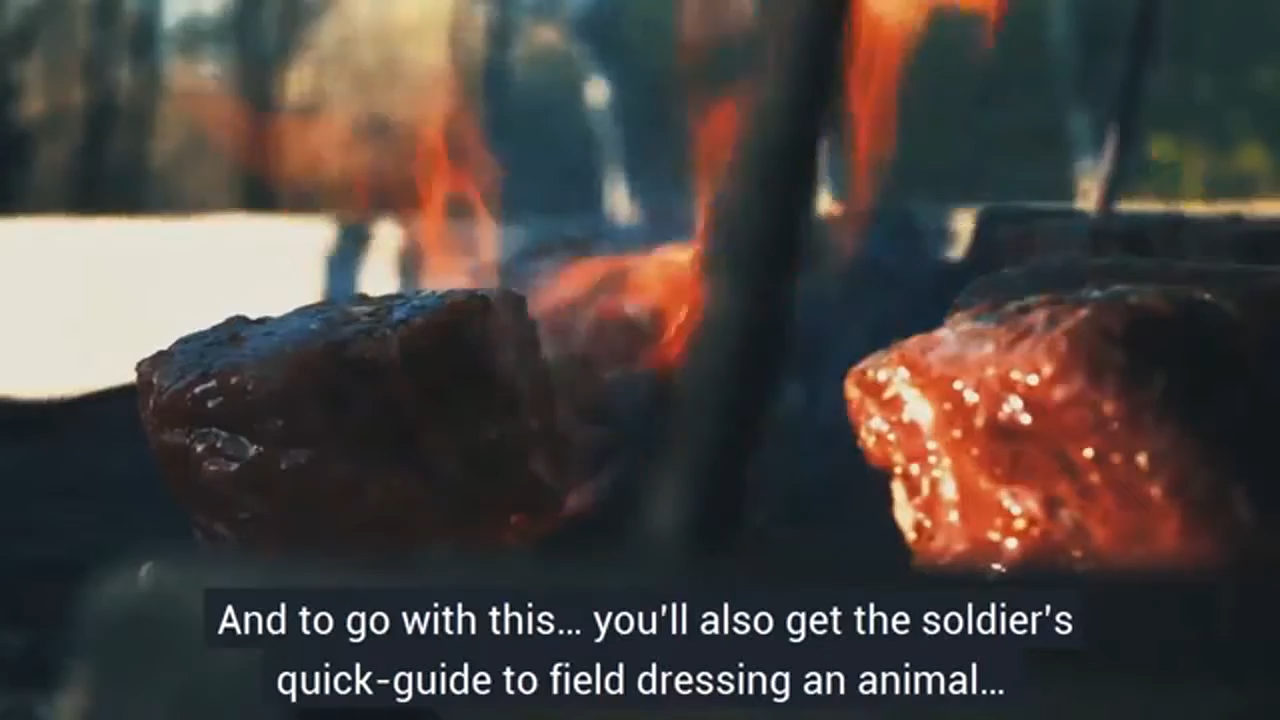 And to go with this... you'll also get the soldier's
quick-guide to field dressing an animal...